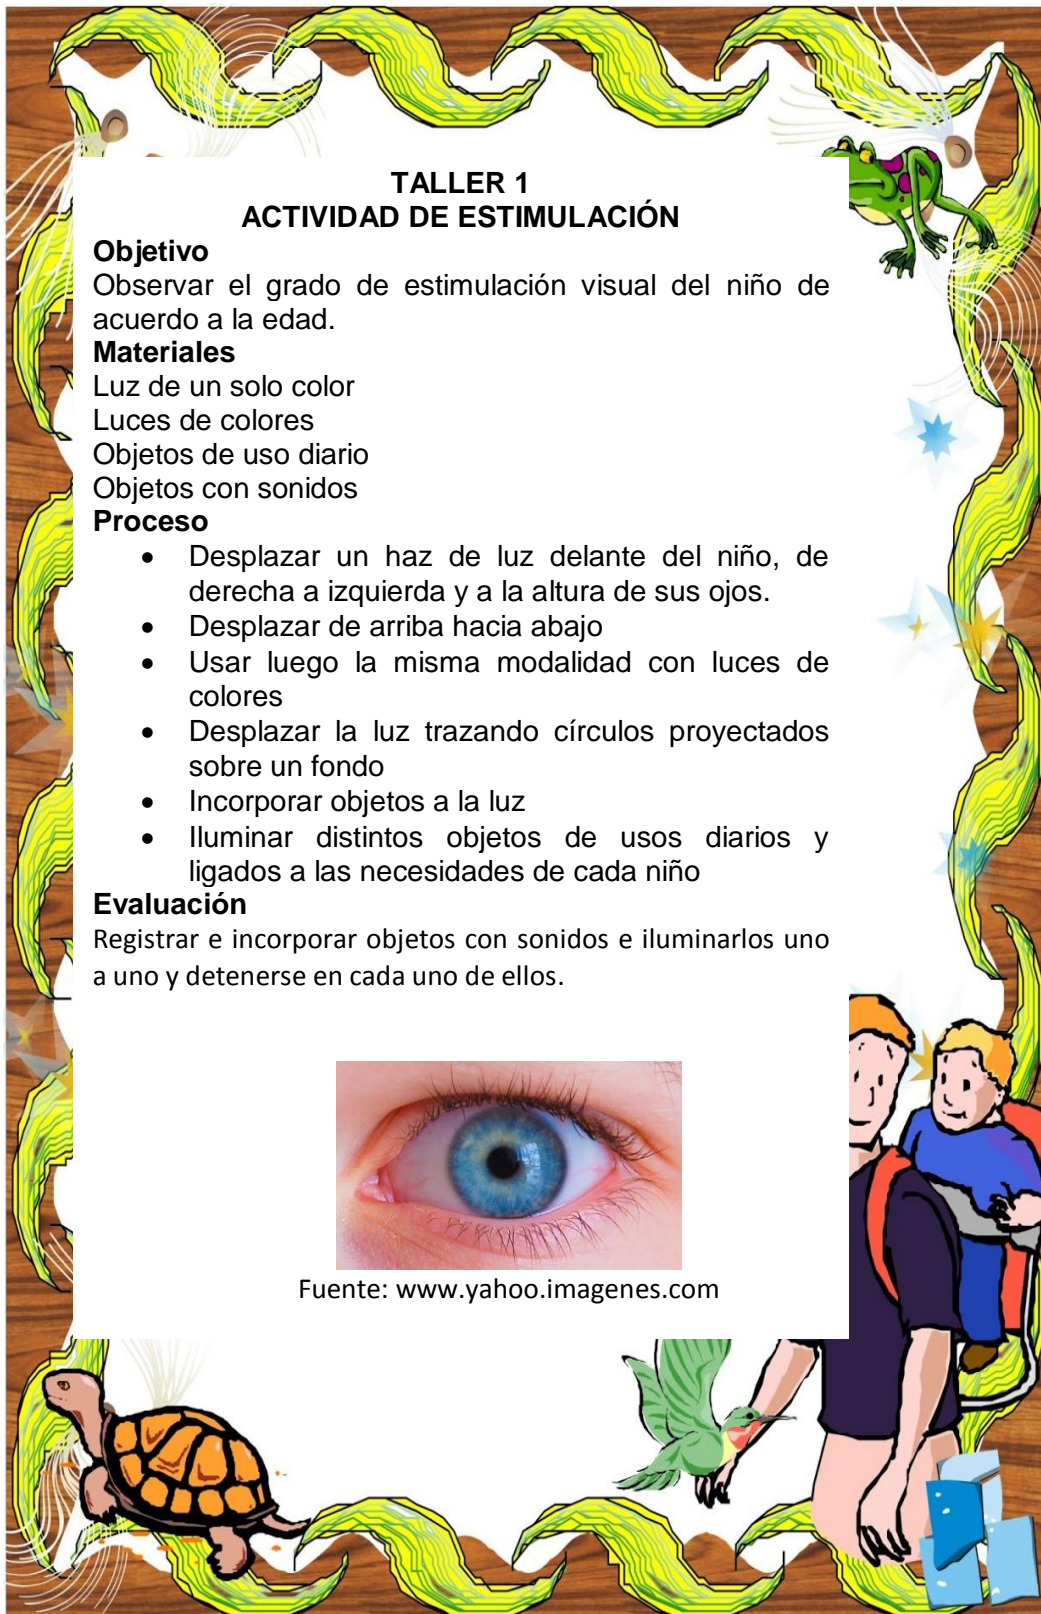 TALLER 1
ACTIVIDAD DE ESTIMULACIÓN
Objetivo
Observar el grado de estimulación visual del niño de
acuerdo a la edad.
Materiales
Luz de un solo color
Luces de colores
Objetos de uso diario
Objetos con sonidos
Proceso
• Desplazar un haz de luz delante del niño, de
derecha a izquierda y a la altura de sus ojos.
• Desplazar de arriba hacia abajo
• Usar luego la misma modalidad con luces de
colores
• Desplazar la luz trazando círculos proyectados
sobre un fondo
• Incorporar objetos a la luz
• Iluminar distintos objetos de usos diarios y
ligados a las necesidades de cada niño
Evaluación
Registrar e incorporar objetos con sonidos e iluminarlos uno
a uno y detenerse en cada uno de ellos.
Fuente: www.yahoo.imagenes.com